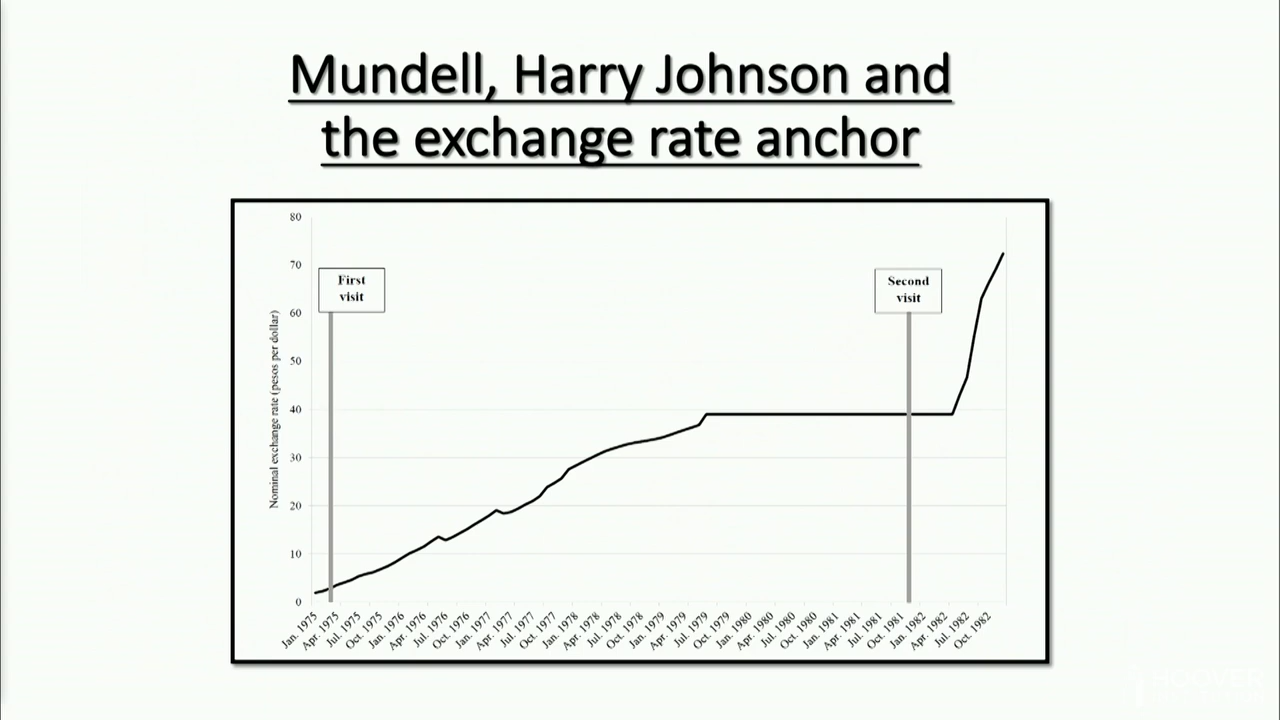 Mundell, Harry Johnson and
the exchange rate anchor
80
70
60
50
40
30
20
10
0
Nominal exchange rate (pesos per dollar)
First
visit
Second
visit
Jan. 1975
Apr. 1975
Jul. 1975
Oct. 1975
Jan. 1976
Apr. 1976
Jul. 1976
Oct. 1976
Jan. 1977
Apr. 1977
Jul. 1977
Oct. 1977
Jan. 1978
Apr. 1978
Jul. 1978
Oct. 1978
Jan. 1979
Apr. 1979
Jul. 1979
Oct. 1979
Jan. 1980
Apr. 1980
Jul. 1980
Oct. 1980
Jan. 1981
Apr. 1981
Jul. 1981
Oct. 1981
Jan. 1982
Apr. 1982
Jul. 1982
Oct. 1982
HOOVER